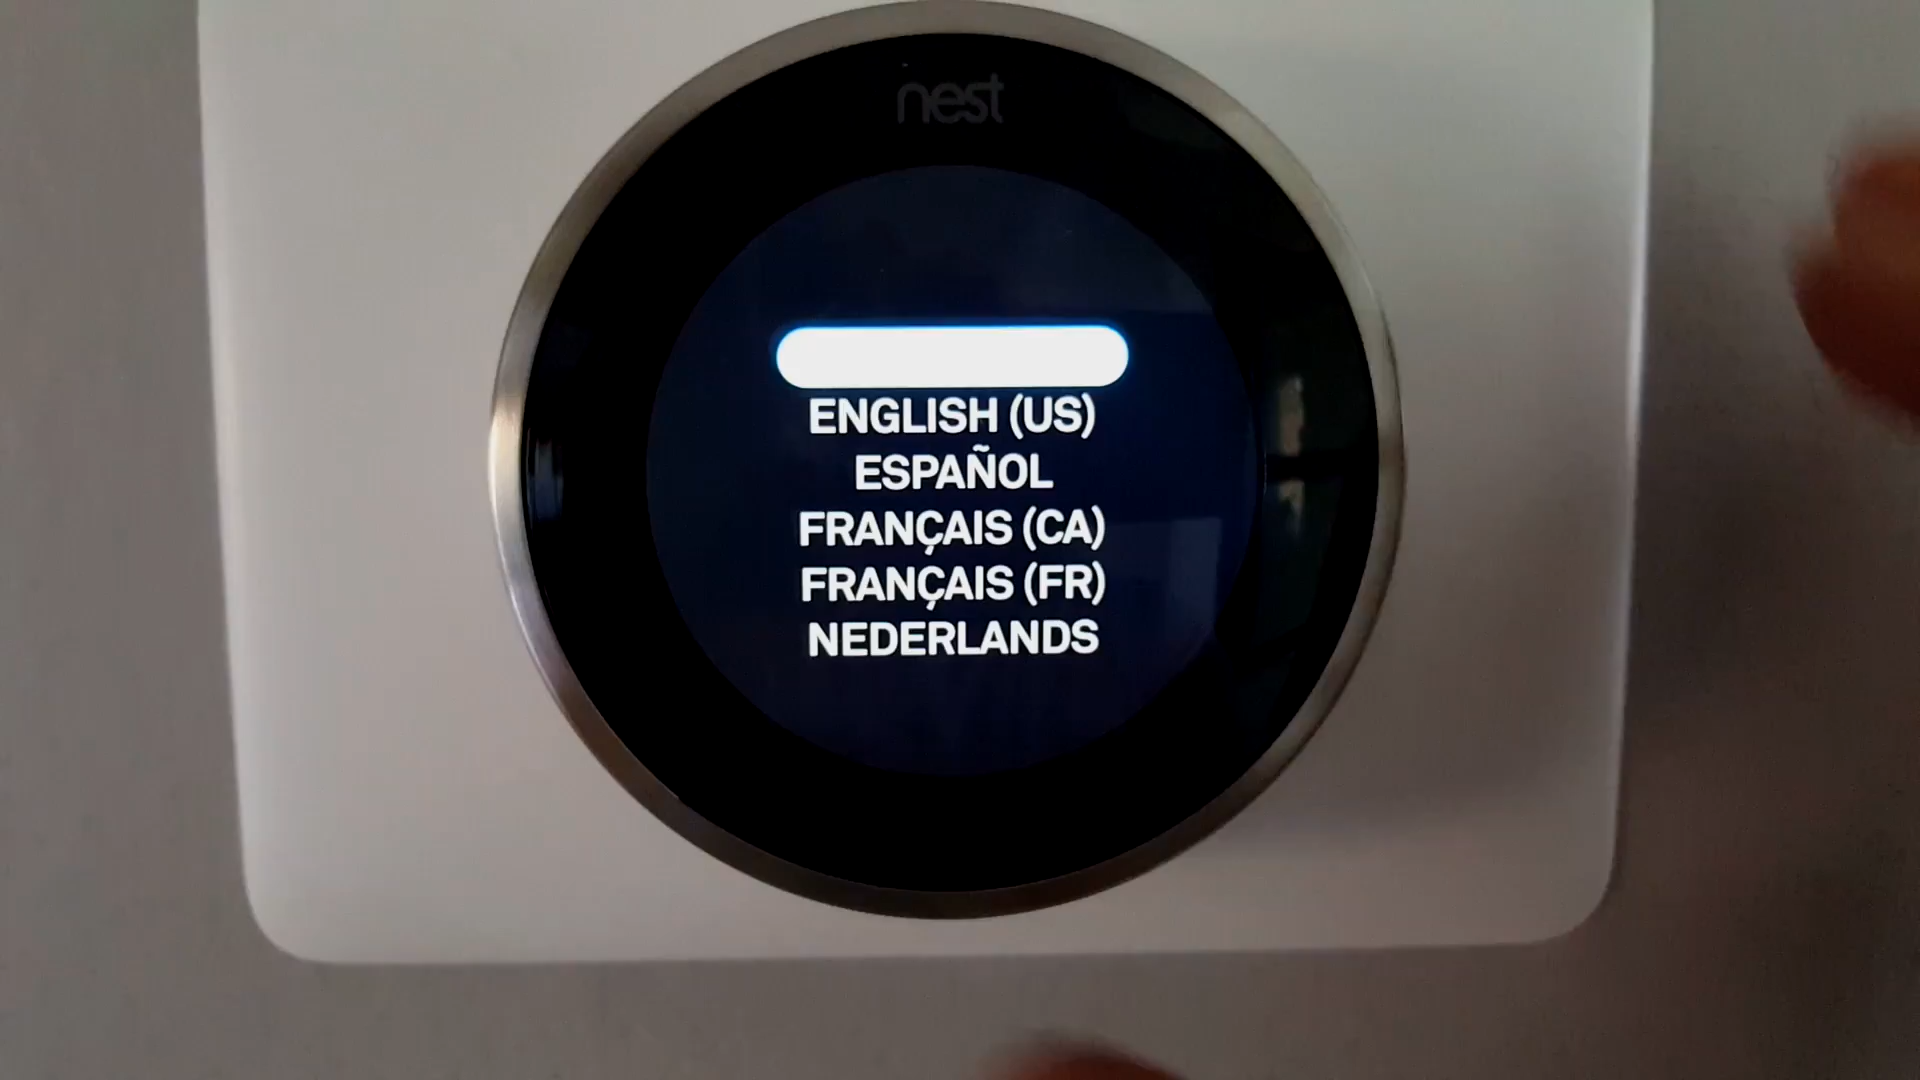 nest
ENGLISH (US)
ESPAÑOL
FRANÇAIS (CA)
FRANÇAIS (FR)
NEDERLANDS